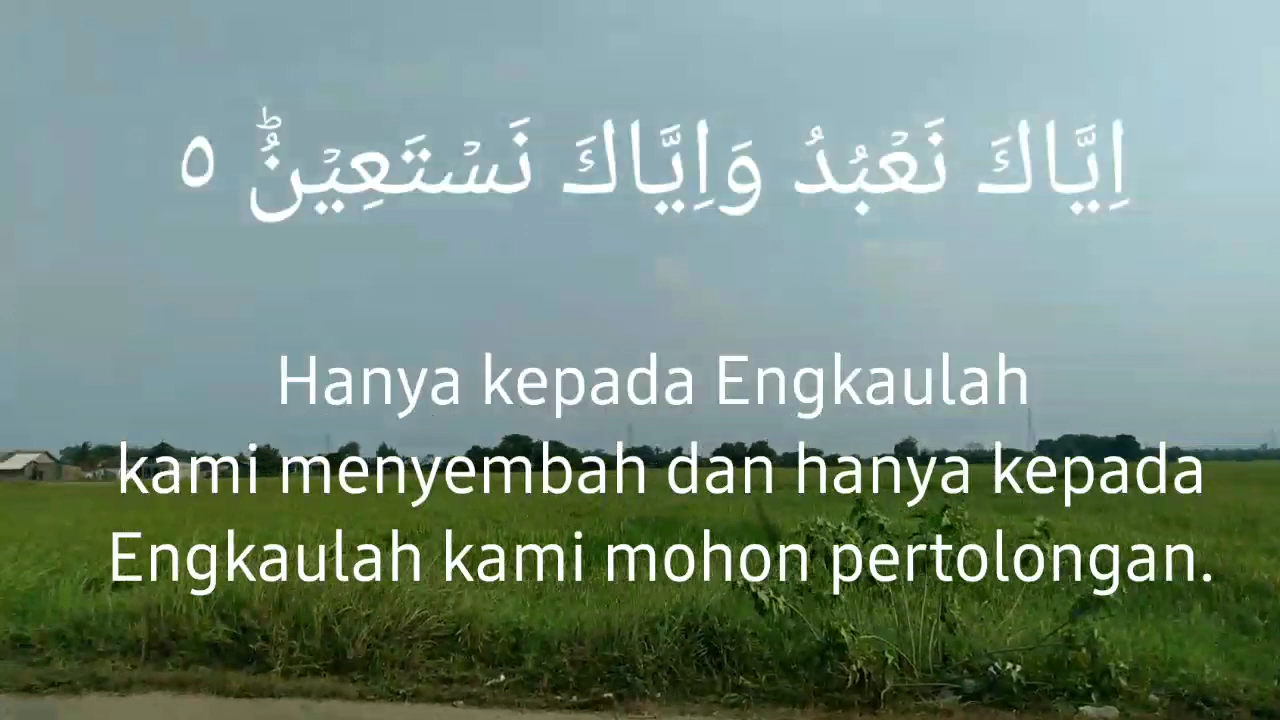 اِيَّاكَ نَعْبُدُ وَاِيَّاكَ نَسْتَعِيْنُۗ ٥
Hanya kepada Engkaulah
kami menyembah dan hanya kepada
Engkaulah kami mohon pertolongan.